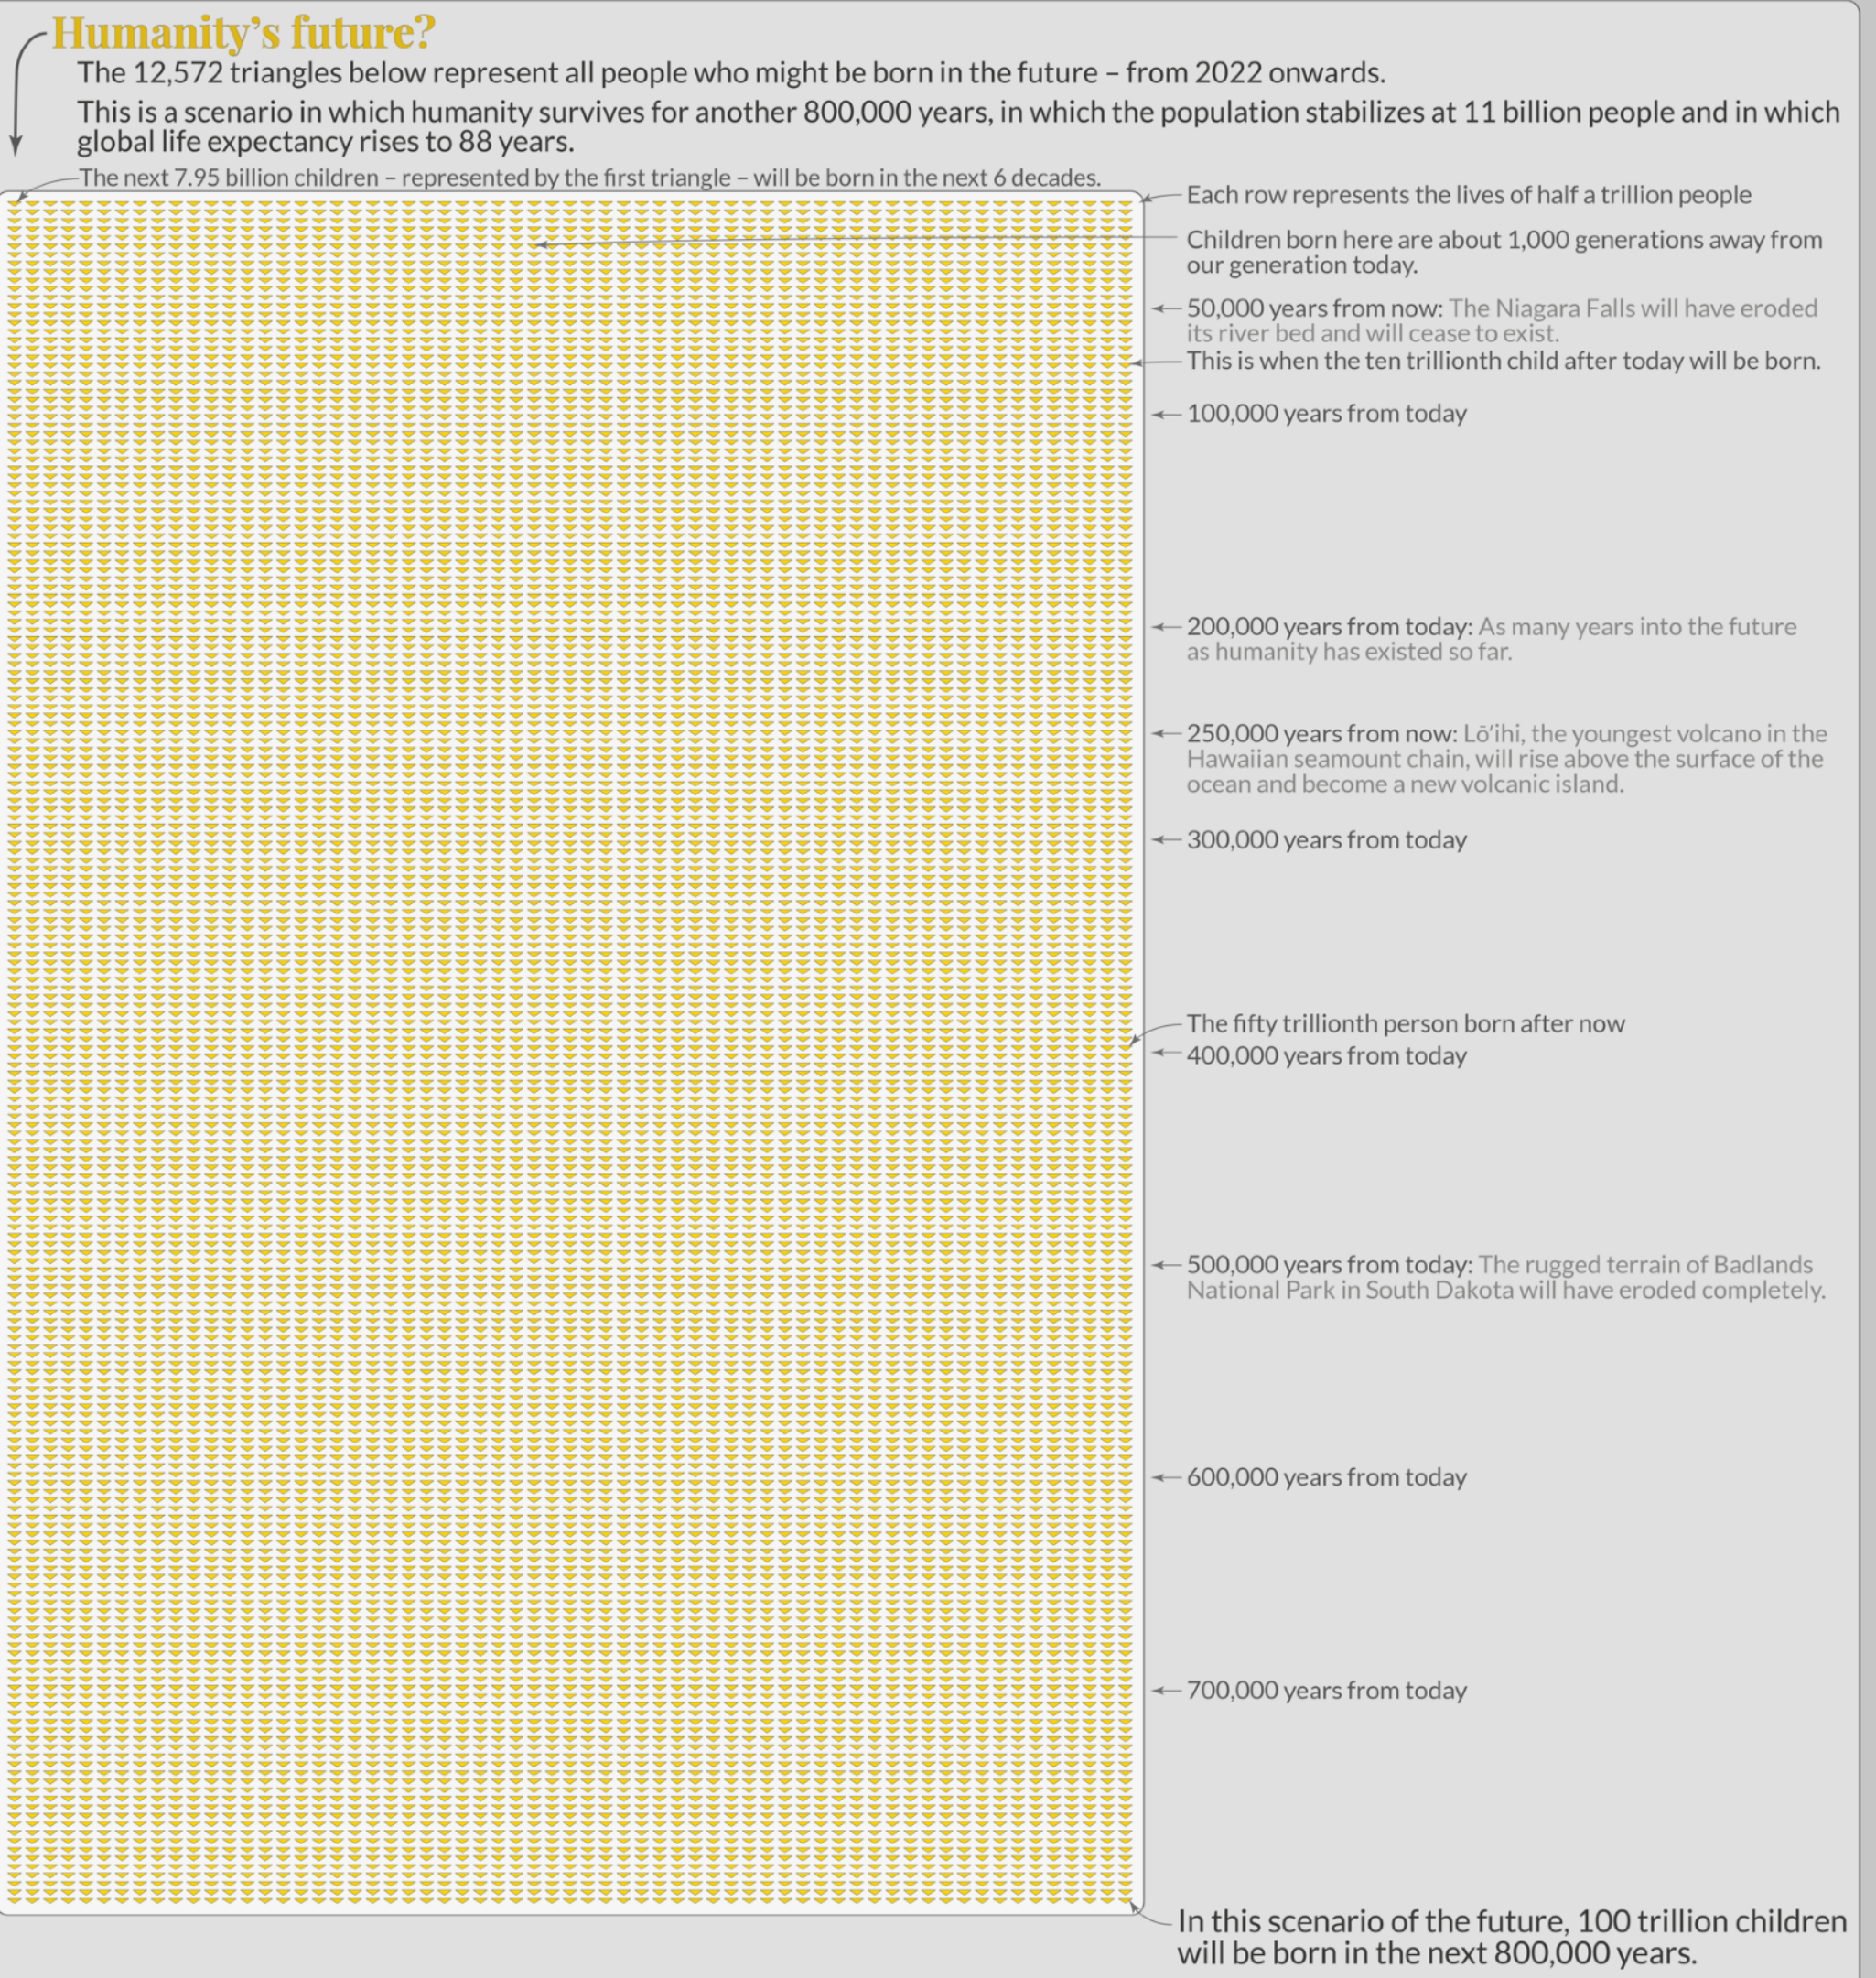 Humanity’s future?
The 12,572 triangles below represent all people who might be born in the future – from 2022 onwards.
This is a scenario in which humanity survives for another 800,000 years, in which the population stabilizes at 11 billion people and in which
global life expectancy rises to 88 years.
The next 7.95 billion children – represented by the first triangle – will be born in the next 6 decades.
Each row represents the lives of half a trillion people
Children born here are about 1,000 generations away from
our generation today.
50,000 years from now: The Niagara Falls will have eroded
its river bed and will cease to exist.
This is when the ten trillionth child after today will be born.
100,000 years from today
200,000 years from today: As many years into the future
as humanity has existed so far.
250,000 years from now: Lō’ihi, the youngest volcano in the
Hawaiian seamount chain, will rise above the surface of the
ocean and become a new volcanic island.
300,000 years from today
The fifty trillionth person born after now
400,000 years from today
500,000 years from today: The rugged terrain of Badlands
National Park in South Dakota will have eroded completely.
600,000 years from today
700,000 years from today
In this scenario of the future, 100 trillion children
will be born in the next 800,000 years.